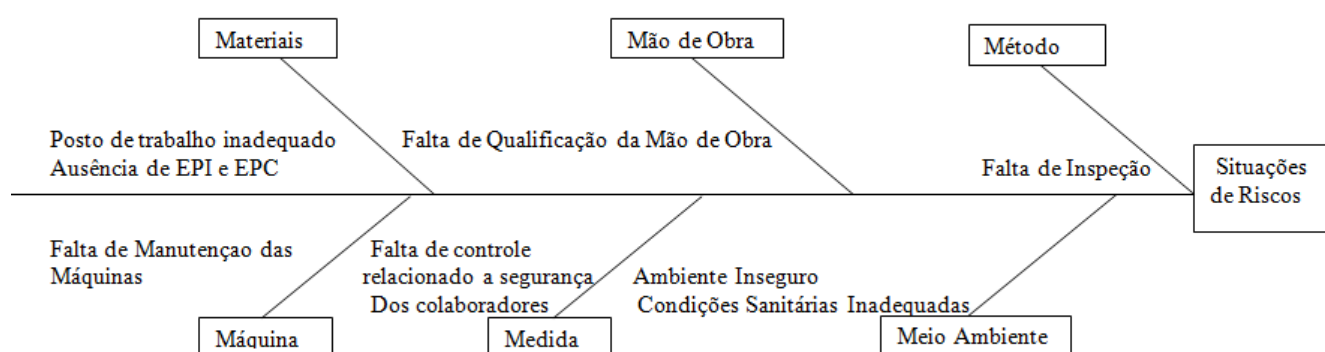 Materiais
Mão de Obra
Método
Posto de trabalho inadequado
Ausência de EPI e EPC
Falta de Qualificação da Mão de Obra
Falta de Inspeção
Situações
de Riscos
Falta de Manutençao das
Máquinas
Falta de controle
relacionado a segurança
Dos colaboradores
Ambiente Inseguro
Condições Sanitárias Inadequadas
Máquina
Medida
Meio Ambiente